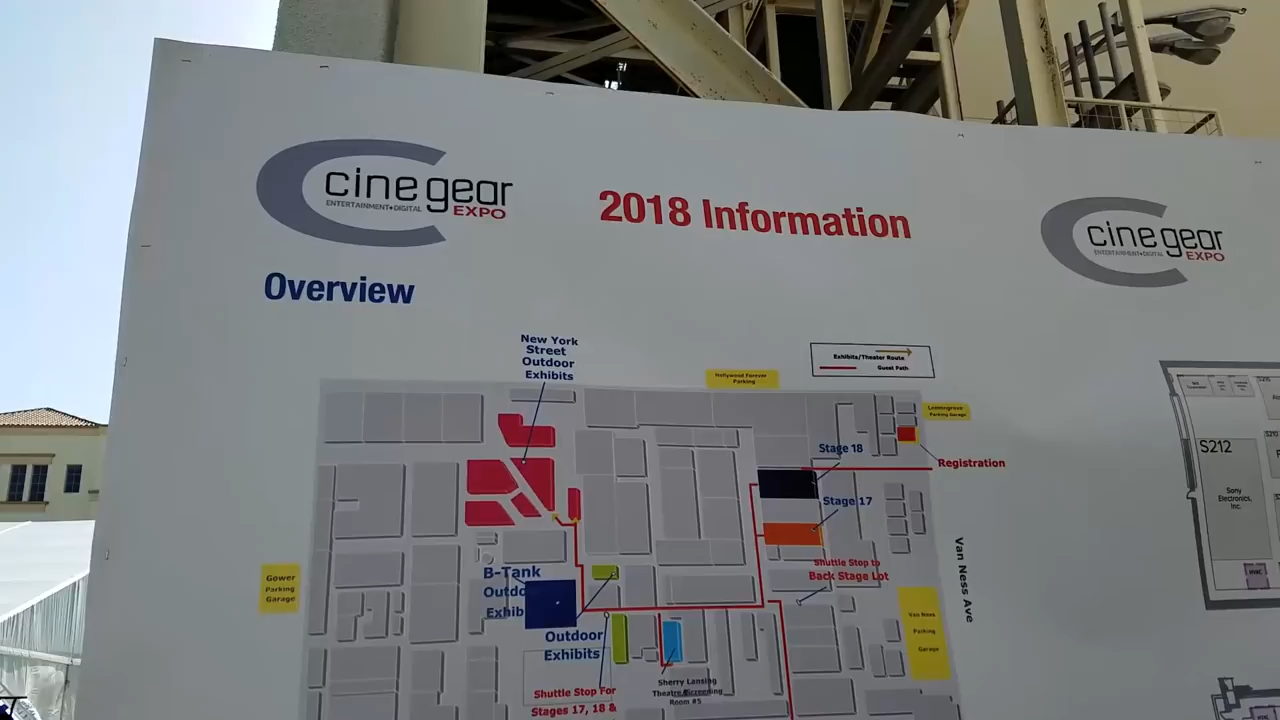 cine gear
ENTERTAINMENT•DIGITAL
EXPO
2018 Information
cine gear
ENTERTAINMENT•DIGITAL
EXPO
Overview
New York
Street
Outdoor
Exhibits
Hollywood Forever
Parking
Exhibits/Theater Route
Guest Path
Lemongrove
Parking Garage
Stage 18
Registration
Stage 17
S212
Sony
Electronics,
Inc.
Shuttle Stop to
Back Stage Lot
Van Ness Ave
B-Tank
Outdo
Exhib
Gower
Parking
Garage
Van Ness
Parking
Garage
Outdoor
Exhibits
Sherry Lansing
Theatre/Screening
Room #5
Shuttle Stop For
Stages 17, 18 &